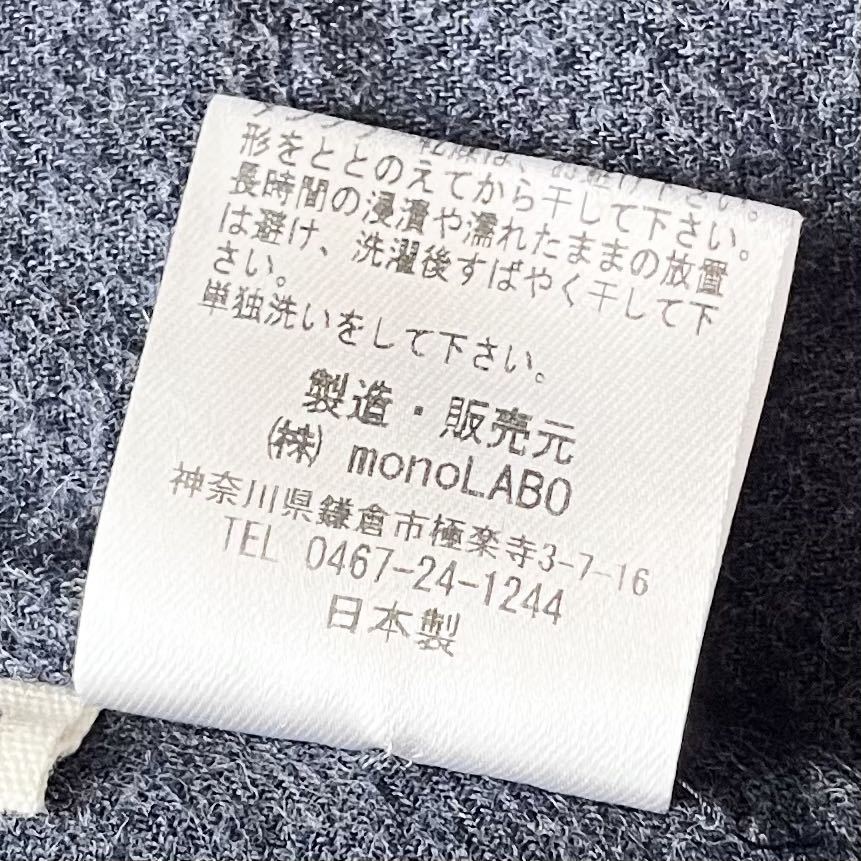 形をととのえてから干して下さい。
長時間の浸漬や濡れたままの放置
は避け、洗濯後すばやく干して下
さい。
単独洗いをして下さい。
製造・販売元
㈱ monoLABO
神奈川県鎌倉市極楽寺3-7-16
TEL 0467-24-1244
日本製